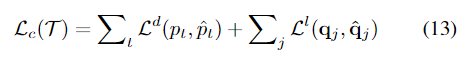 ℒ_c(𝒯) = ∑_ι ℒ^d(p_ι, p̂_ι) + ∑_j ℒ^l(𝐪_j, 𝐪̂_j) (13)